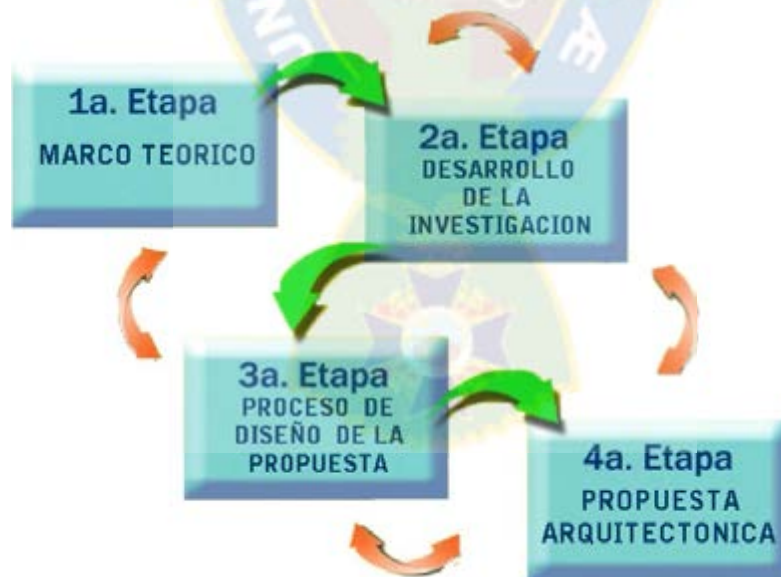 1a. Etapa
MARCO TEORICO
2a. Etapa
DESARROLLO
DE LA
INVESTIGACION
3a. Etapa
PROCESO DE
DISEÑO DE LA
PROPUESTA
4a. Etapa
PROPUESTA
ARQUITECTONICA